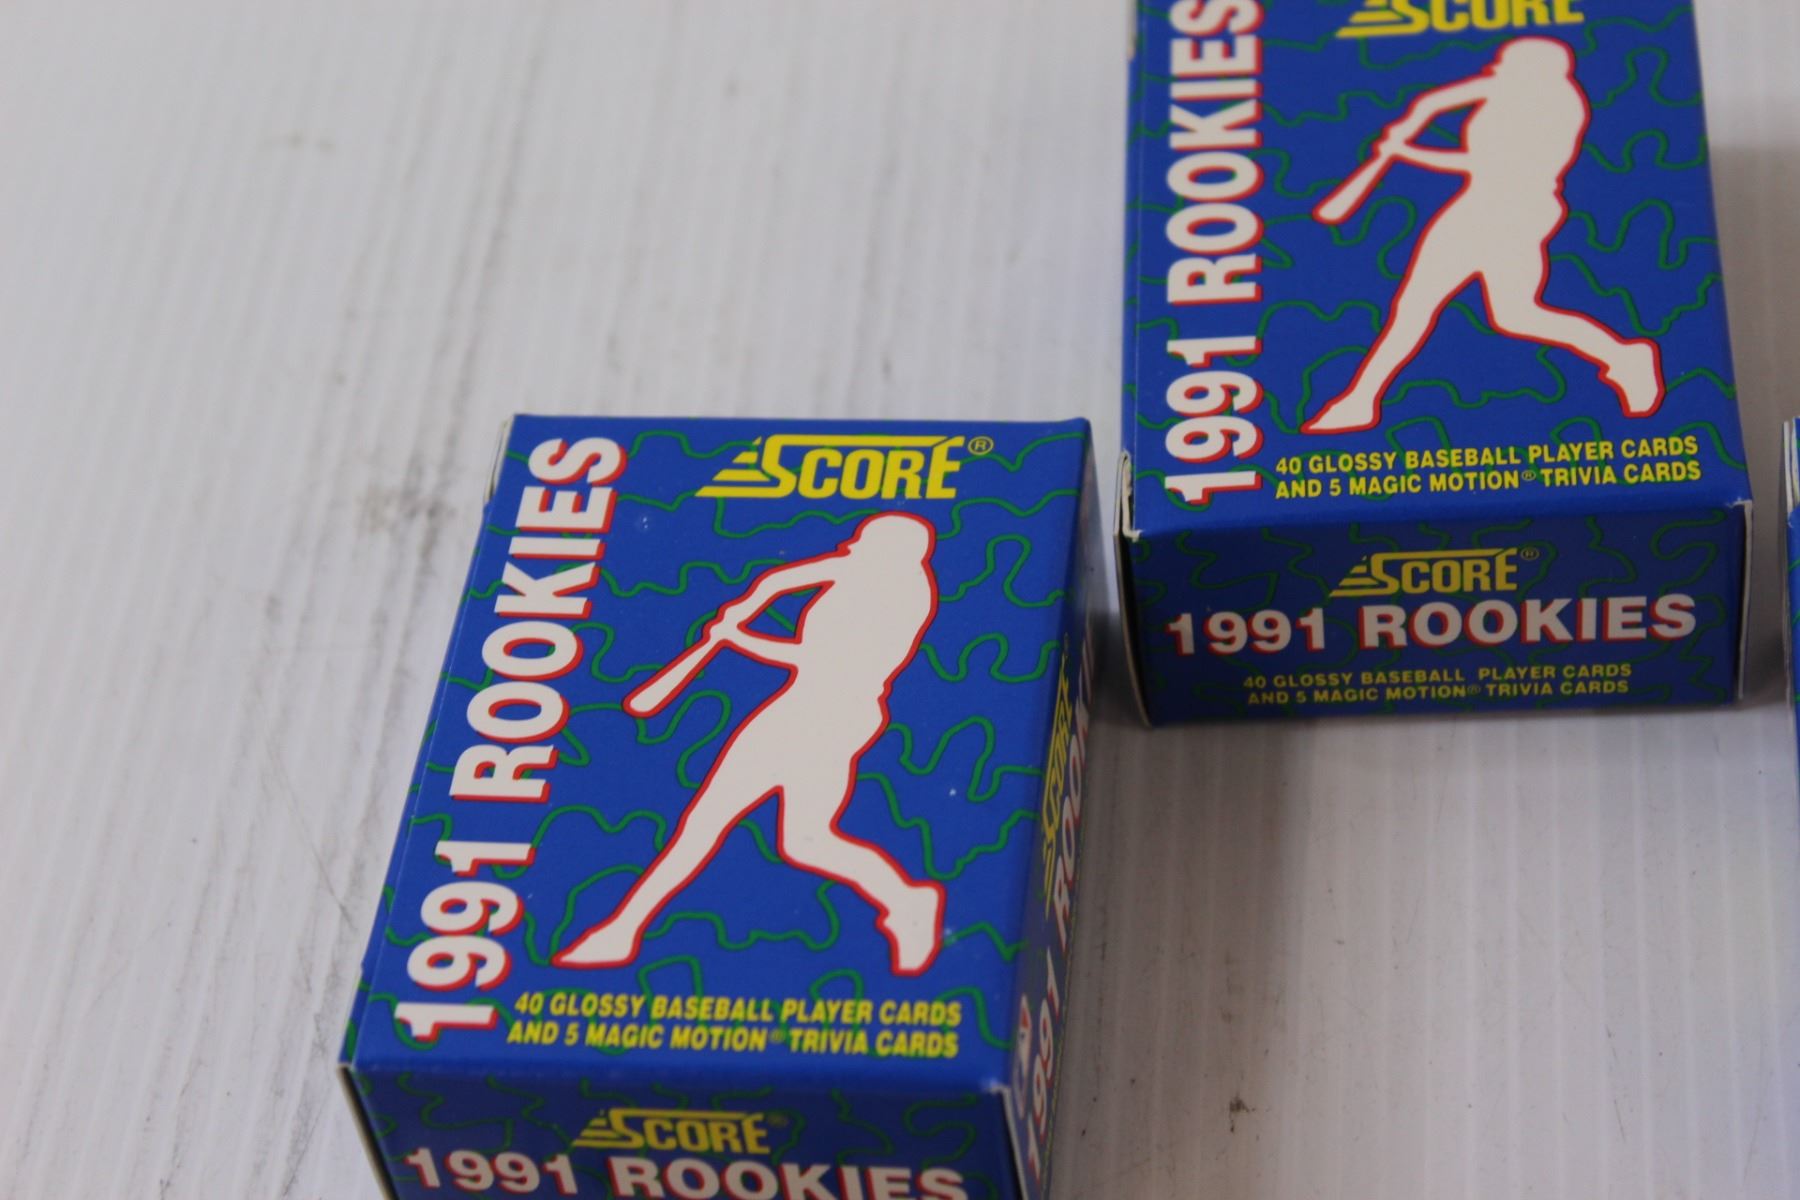 SCORE
1991 ROOKIES
40 GLOSSY BASEBALL PLAYER CARDS
AND 5 MAGIC MOTION® TRIVIA CARDS
SCORE®
1991 ROOKIES
40 GLOSSY BASEBALL PLAYER CARDS
AND 5 MAGIC MOTION® TRIVIA CARDS
SCORE®
1991 ROOKIES
40 GLOSSY BASEBALL PLAYER CARDS
AND 5 MAGIC MOTION® TRIVIA CARDS
SCORE®
1991 ROOKIES
SCORE
1991 ROOKI